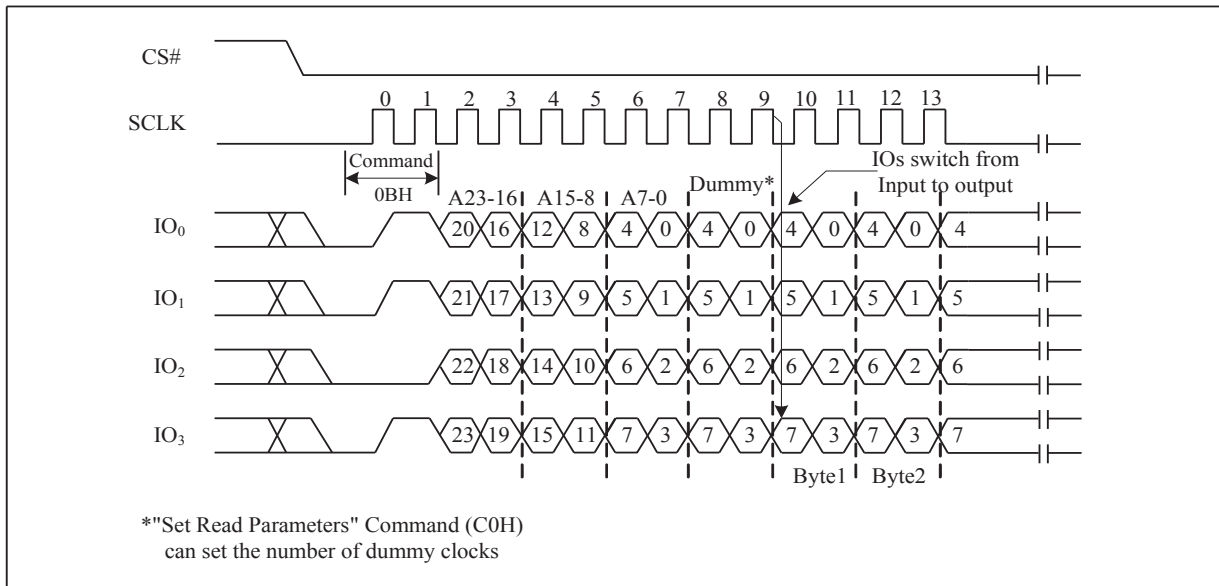 CS#
0 1 2 3 4 5 6 7 8 9 10 11 12 13
SCLK
Command
0BH
IOs switch from
Input to output
A23-16 A15-8 A7-0 Dummy*
IO0 20 16 12 8 4 0 4 0 4 0 4 0 4
IO1 21 17 13 9 5 1 5 1 5 1 5 1 5
IO2 22 18 14 10 6 2 6 2 6 2 6 2 6
IO3 23 19 15 11 7 3 7 3 7 3 7 3 7
Byte1 Byte2
*"Set Read Parameters" Command (C0H)
can set the number of dummy clocks